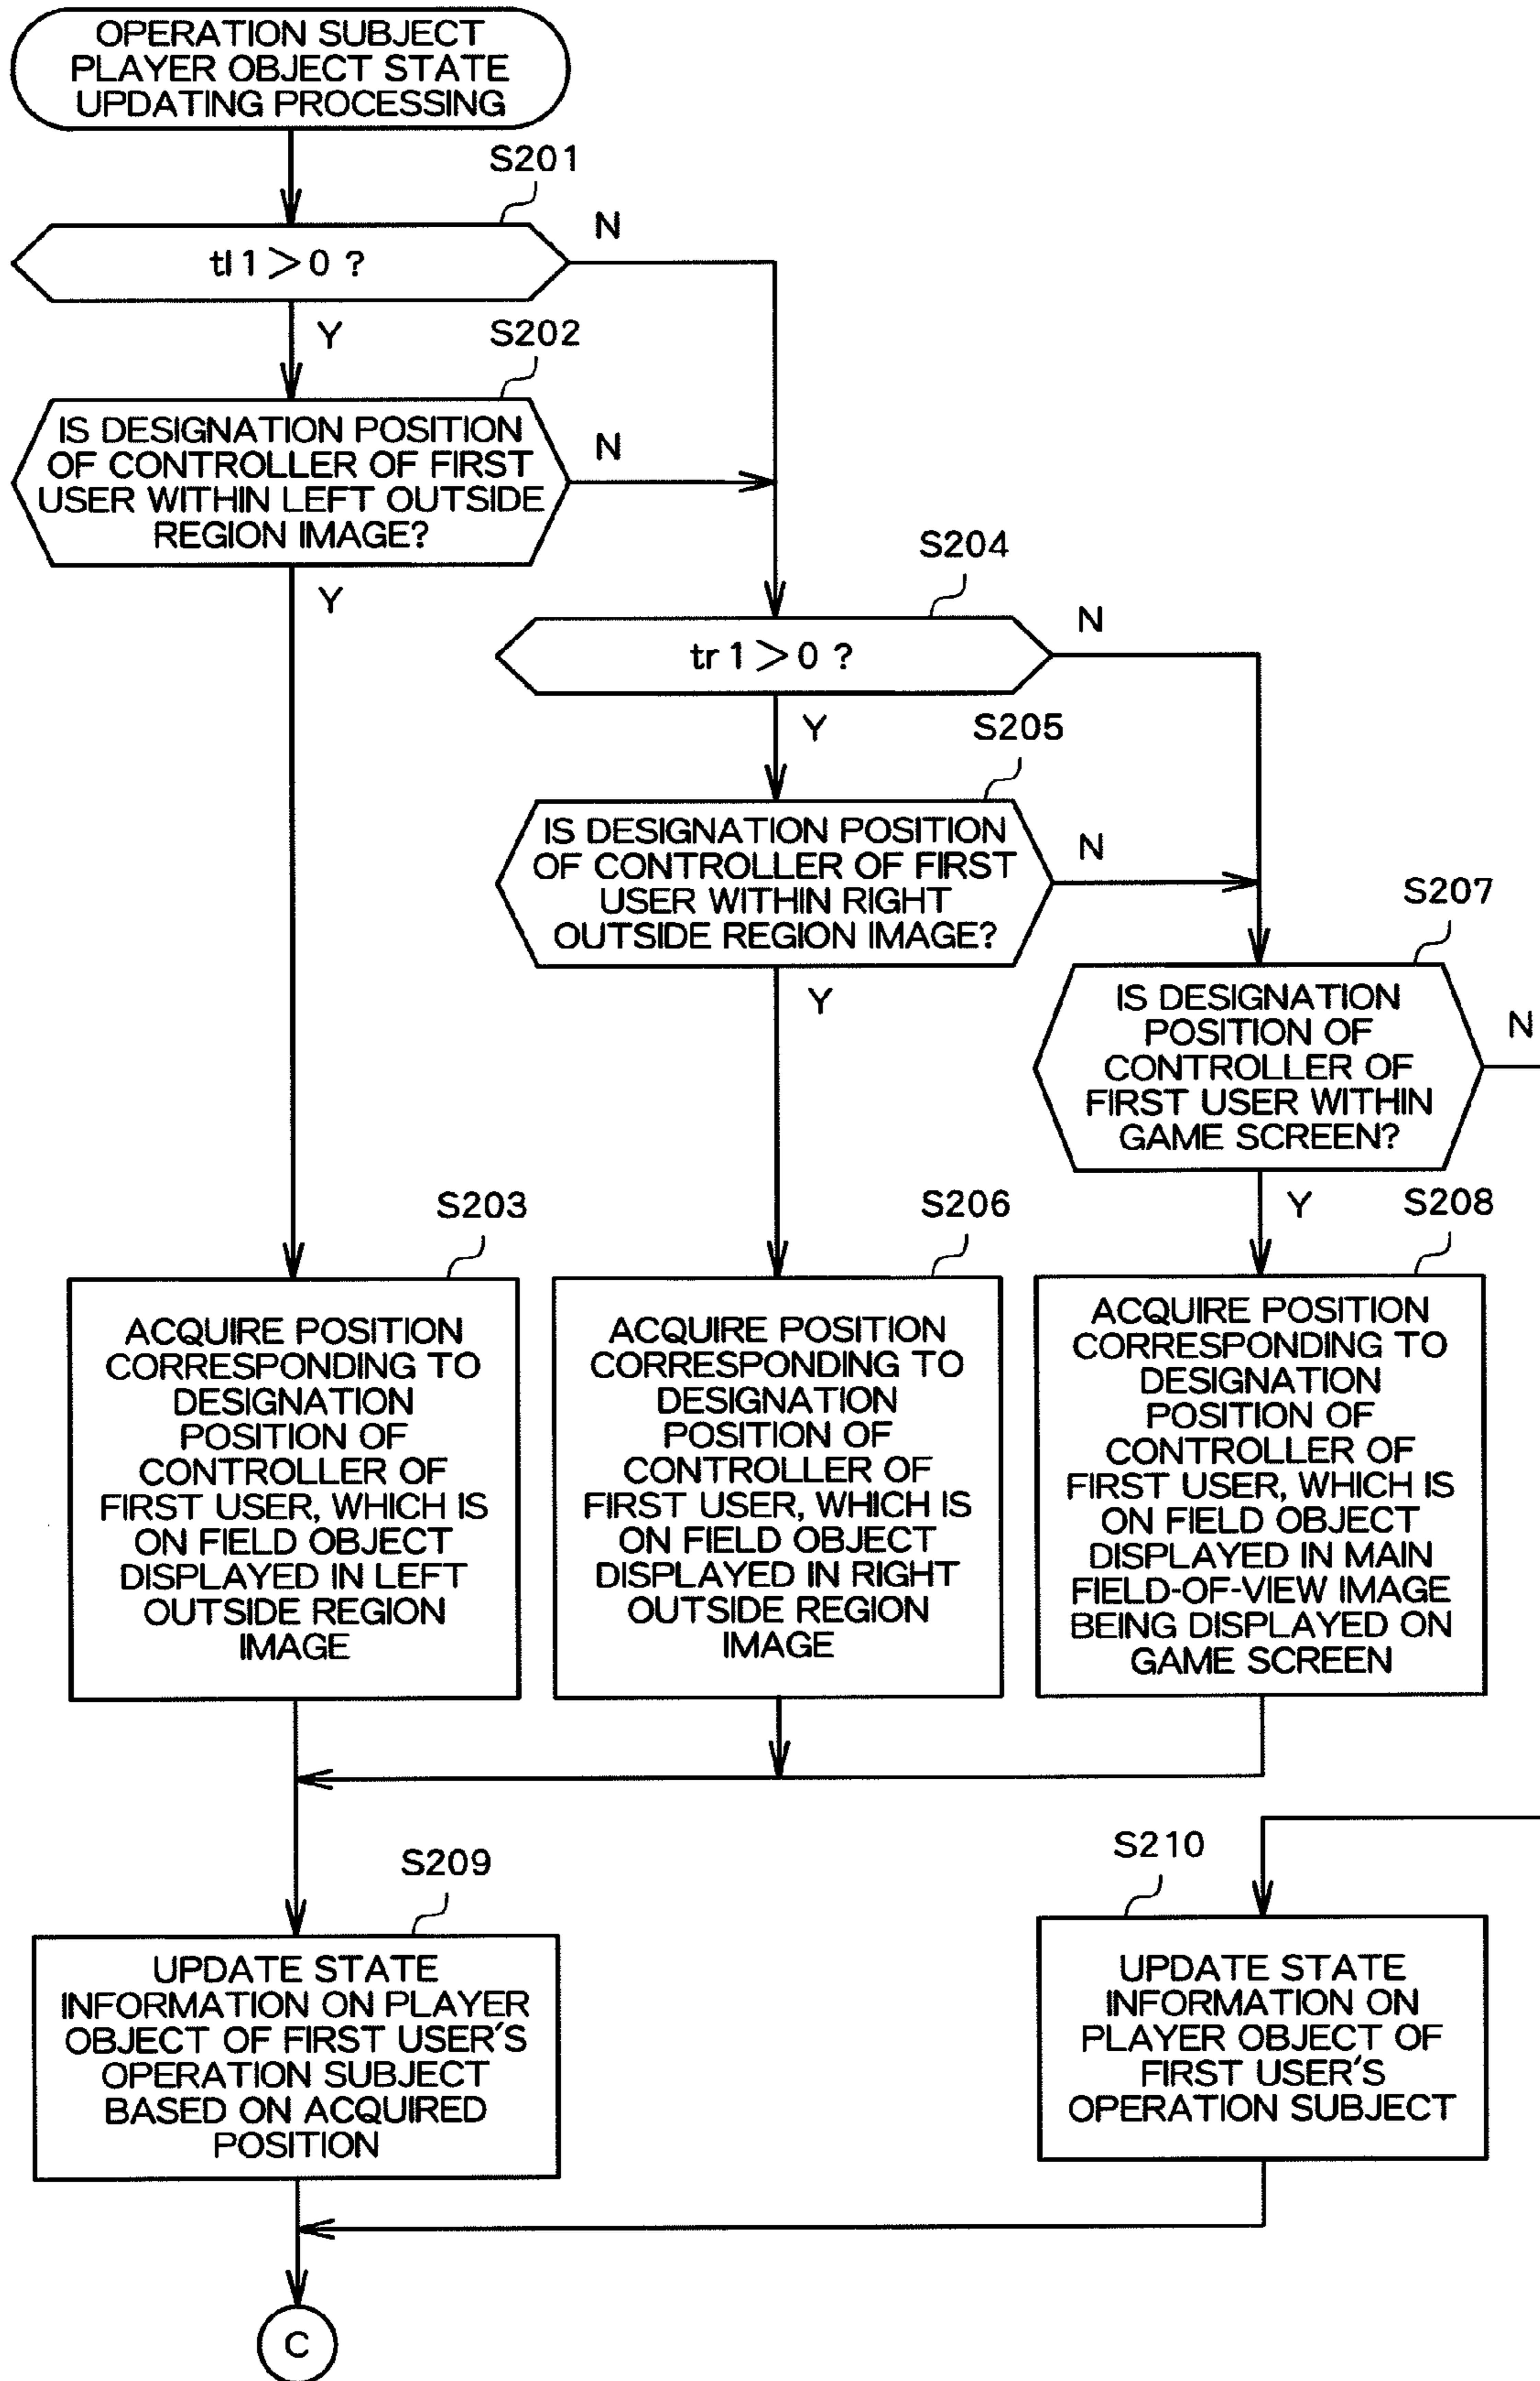 OPERATION SUBJECT
PLAYER OBJECT STATE
UPDATING PROCESSING
S201
tl 1 > 0 ?
N
Y
S202
IS DESIGNATION POSITION
OF CONTROLLER OF FIRST
USER WITHIN LEFT OUTSIDE
REGION IMAGE?
N
Y
S204
tr 1 > 0 ?
N
Y
S205
IS DESIGNATION POSITION
OF CONTROLLER OF FIRST
USER WITHIN RIGHT
OUTSIDE REGION IMAGE?
N
Y
S207
IS DESIGNATION
POSITION OF
CONTROLLER OF
FIRST USER WITHIN
GAME SCREEN?
N
Y
S203
ACQUIRE POSITION
CORRESPONDING TO
DESIGNATION
POSITION OF
CONTROLLER OF
FIRST USER, WHICH IS
ON FIELD OBJECT
DISPLAYED IN LEFT
OUTSIDE REGION
IMAGE
S206
ACQUIRE POSITION
CORRESPONDING TO
DESIGNATION
POSITION OF
CONTROLLER OF
FIRST USER, WHICH IS
ON FIELD OBJECT
DISPLAYED IN RIGHT
OUTSIDE REGION
IMAGE
S208
ACQUIRE POSITION
CORRESPONDING TO
DESIGNATION
POSITION OF
CONTROLLER OF
FIRST USER, WHICH IS
ON FIELD OBJECT
DISPLAYED IN MAIN
FIELD-OF-VIEW IMAGE
BEING DISPLAYED ON
GAME SCREEN
S209
UPDATE STATE
INFORMATION ON PLAYER
OBJECT OF FIRST USER'S
OPERATION SUBJECT
BASED ON ACQUIRED
POSITION
S210
UPDATE STATE
INFORMATION ON
PLAYER OBJECT OF
FIRST USER'S
OPERATION SUBJECT
C